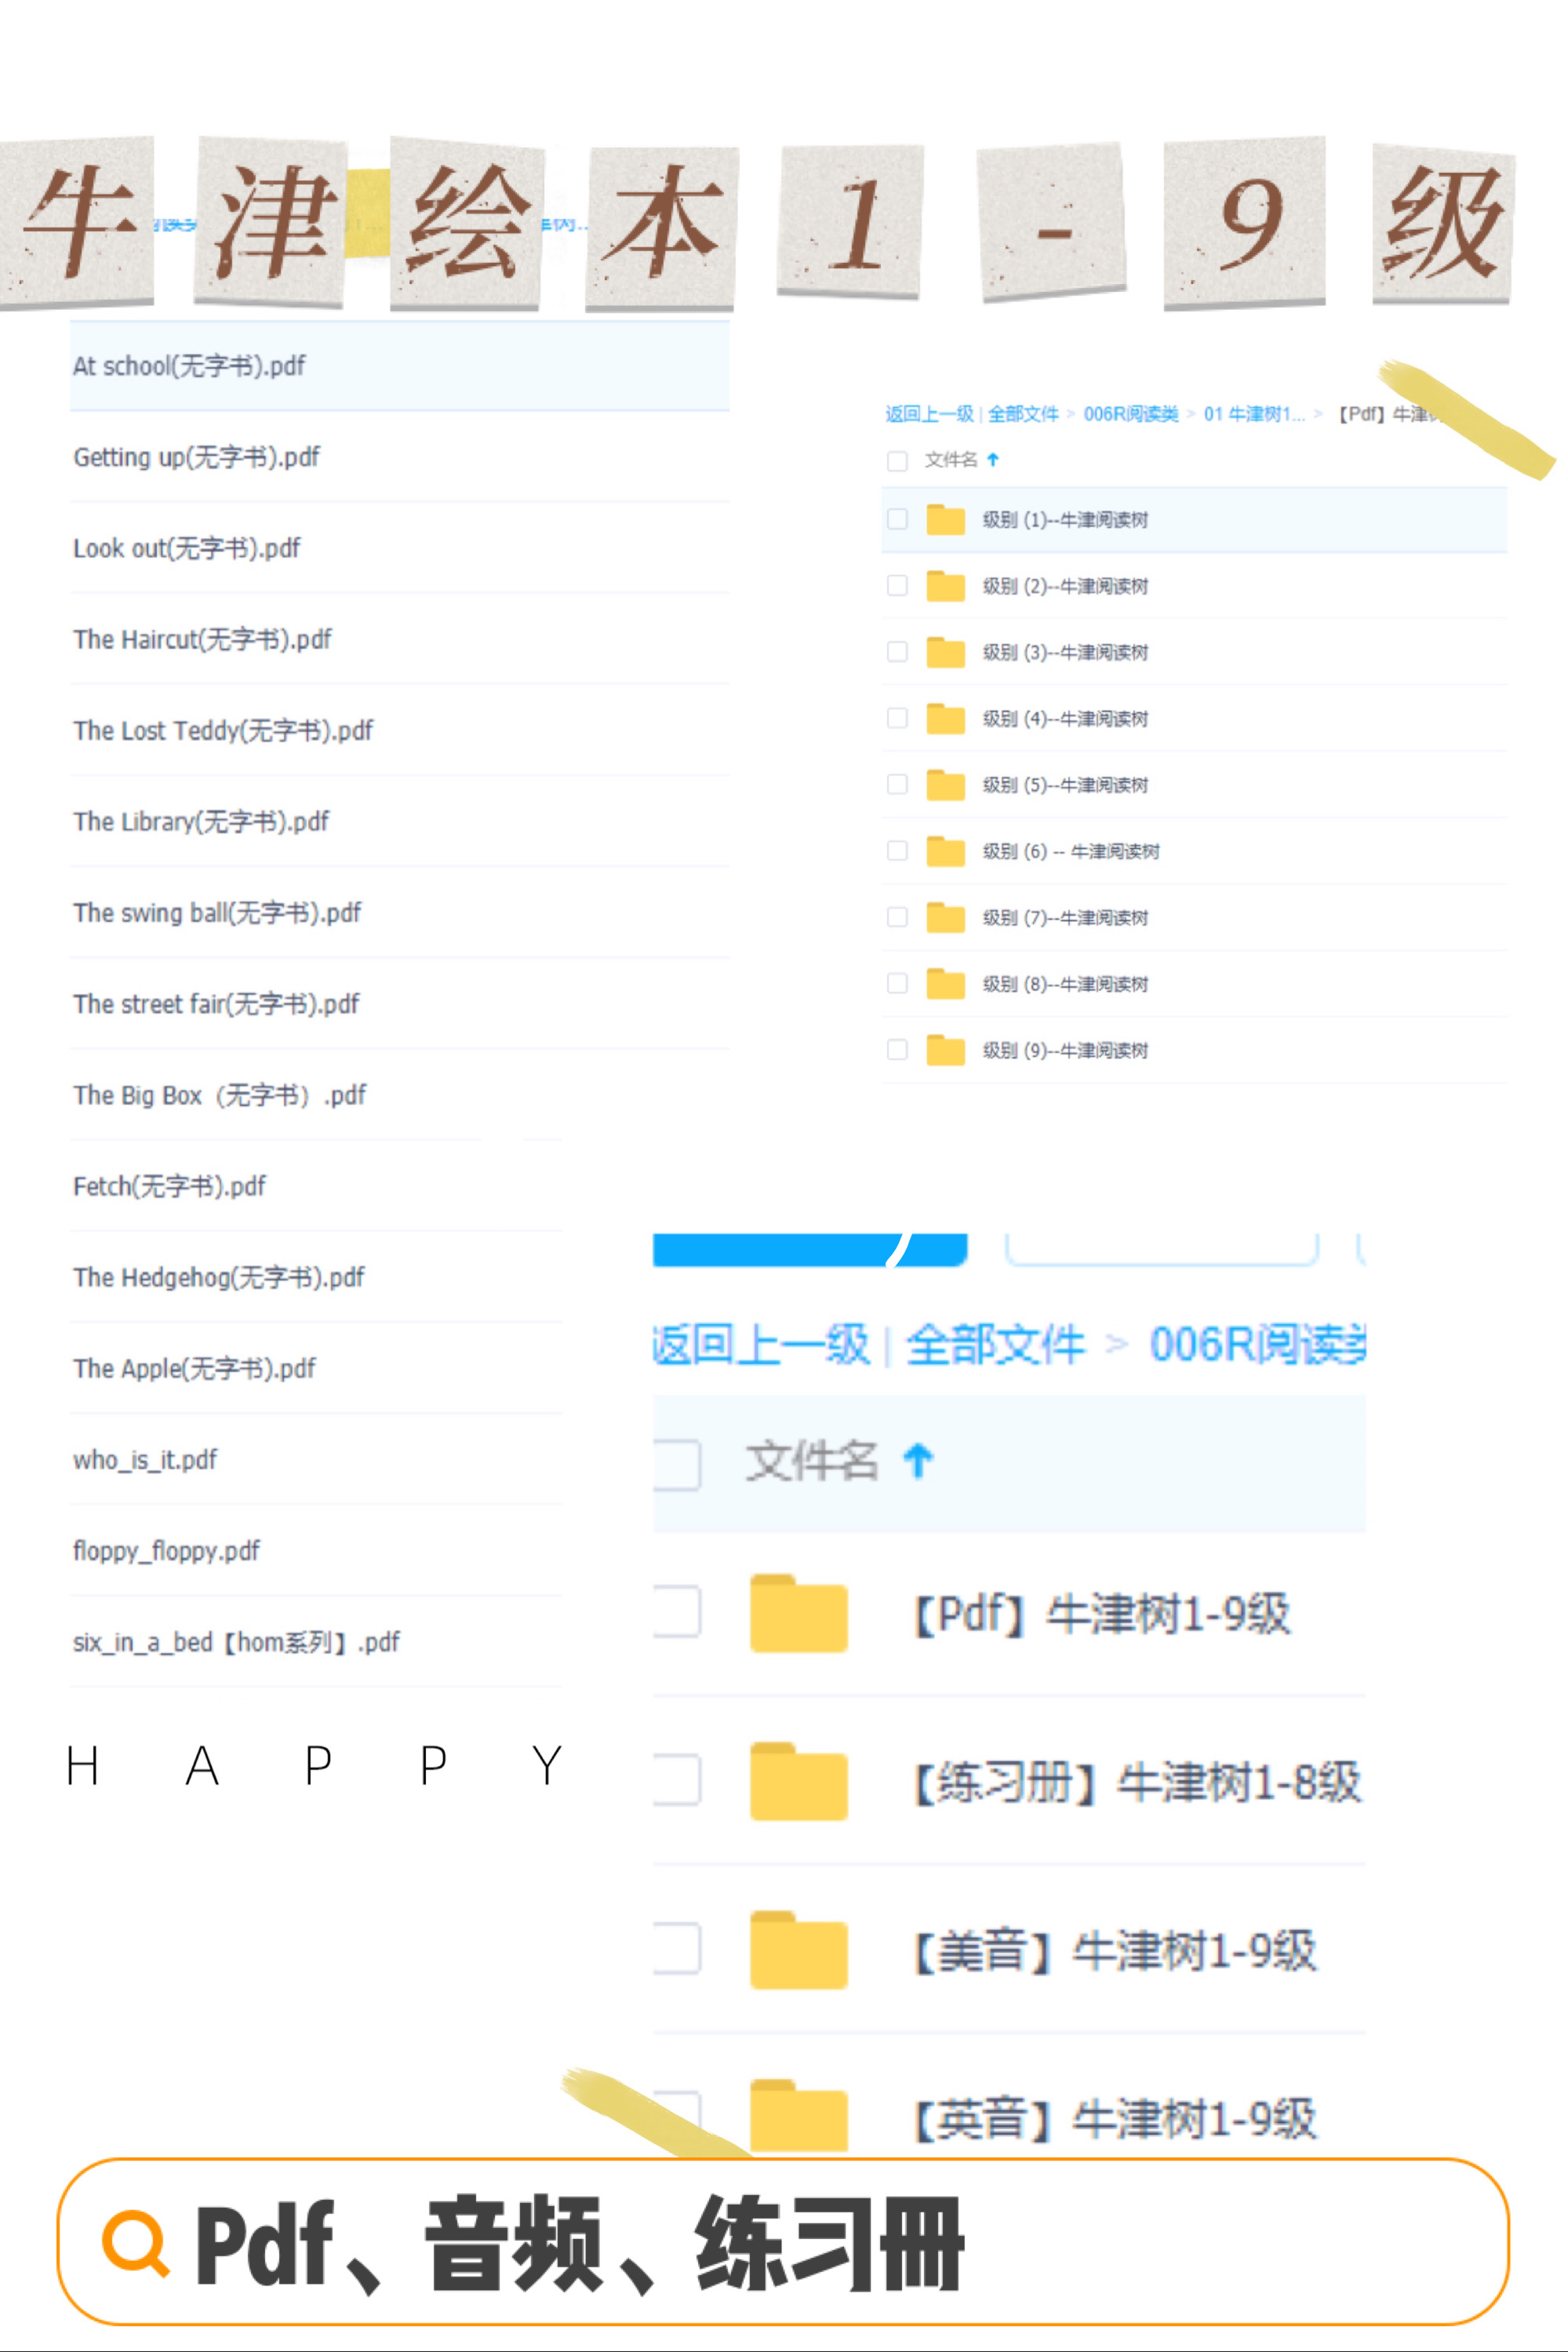 牛津绘本1-9级
At school(无字书).pdf
Getting up(无字书).pdf
Look out(无字书).pdf
The Haircut(无字书).pdf
The Lost Teddy(无字书).pdf
The Library(无字书).pdf
The swing ball(无字书).pdf
The street fair(无字书).pdf
The Big Box（无字书）.pdf
Fetch(无字书).pdf
The Hedgehog(无字书).pdf
The Apple(无字书).pdf
who_is_it.pdf
floppy_floppy.pdf
six_in_a_bed【hom系列】.pdf
HAPPY
返回上一级 | 全部文件 > 006R阅读类 > 01 牛津树1... > 【Pdf】牛津
文件名
级别 (1)--牛津阅读树
级别 (2)--牛津阅读树
级别 (3)--牛津阅读树
级别 (4)--牛津阅读树
级别 (5)--牛津阅读树
级别 (6) -- 牛津阅读树
级别 (7)--牛津阅读树
级别 (8)--牛津阅读树
级别 (9)--牛津阅读树
返回上一级 | 全部文件 > 006R阅读类
文件名
【Pdf】牛津树1-9级
【练习册】牛津树1-8级
【美音】牛津树1-9级
【英音】牛津树1-9级
Pdf、音频、练习册